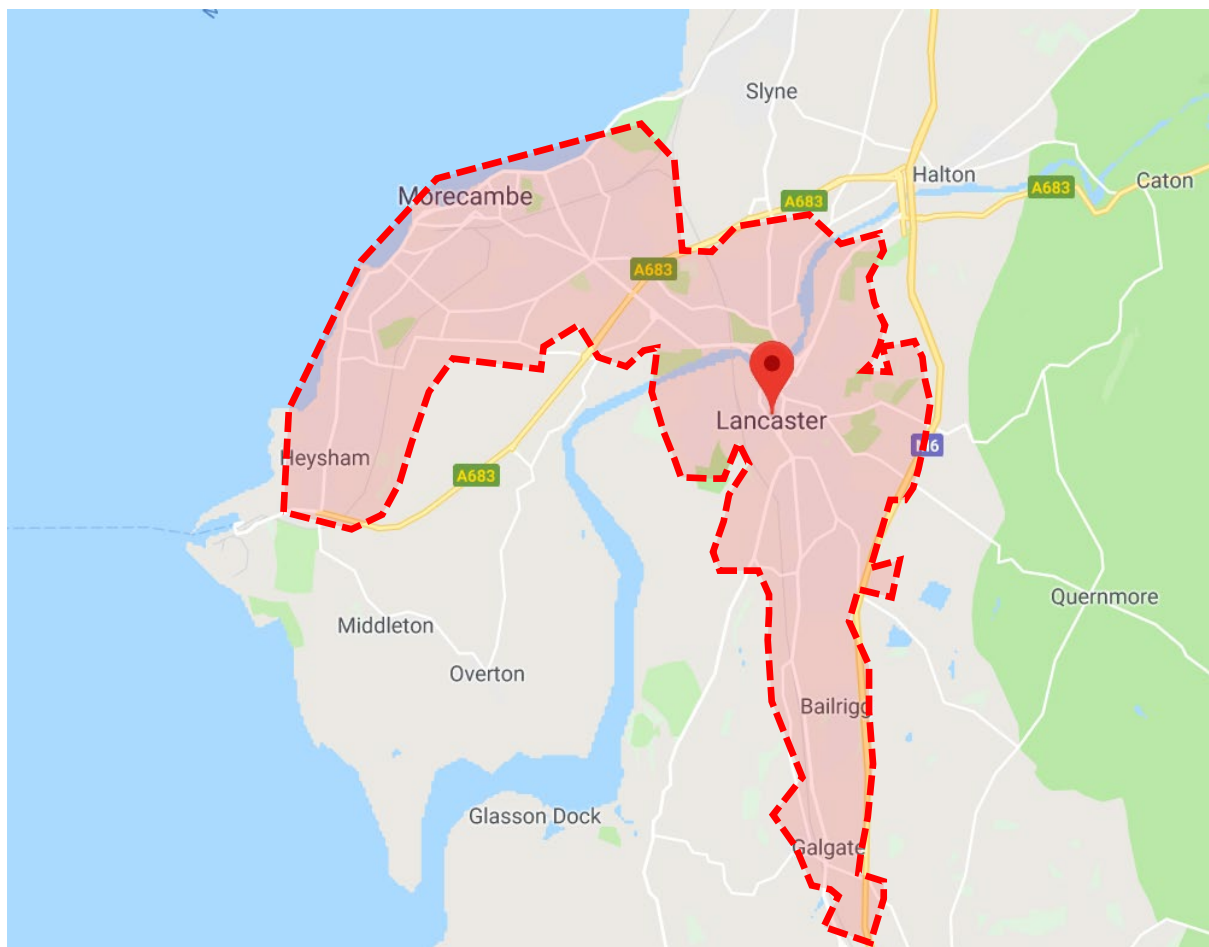 Slyne
Halton
A683
Caton
Morecambe
A683
A683
Lancaster
M6
Heysham
A683
Quernmore
Middleton
Overton
Bailrigg
Glasson Dock
Galgate